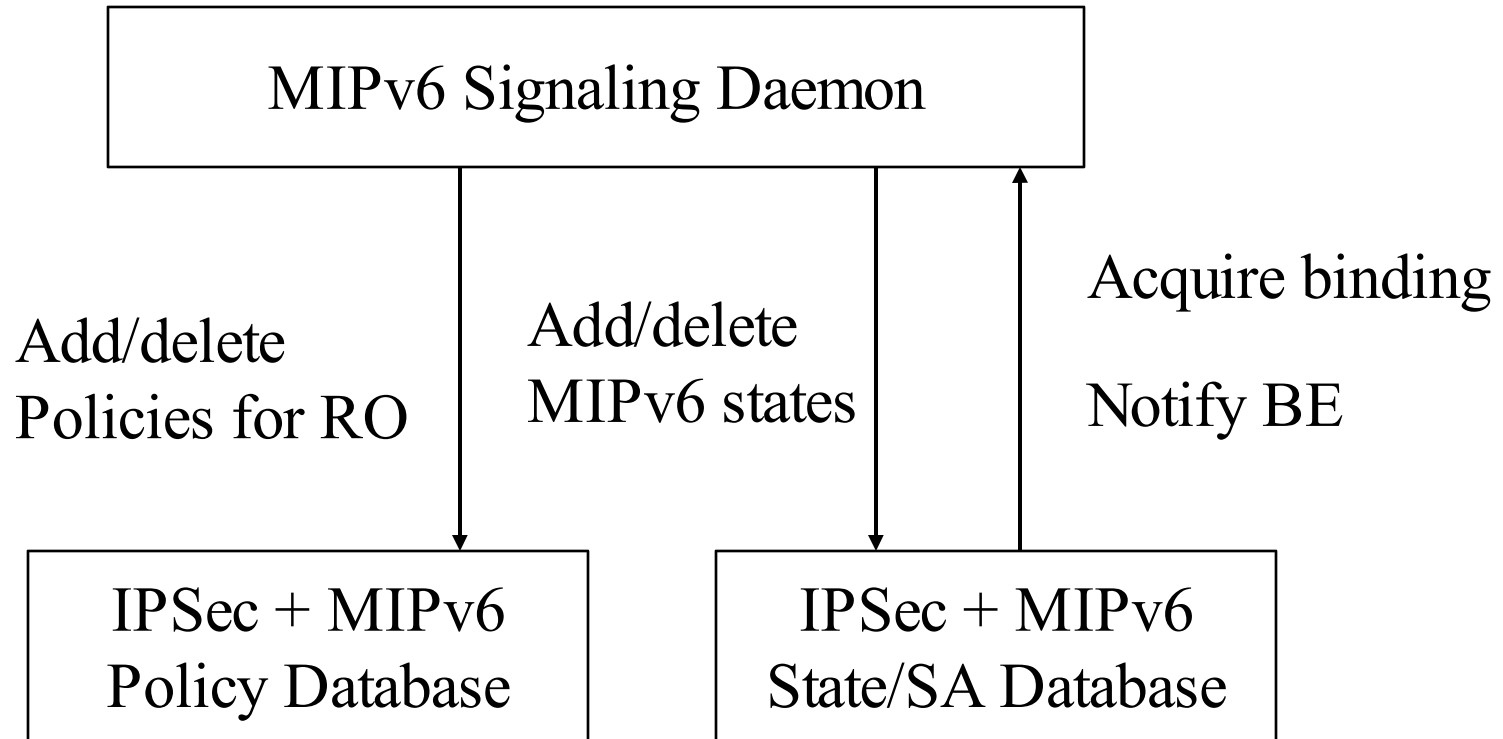 MIPv6 Signaling Daemon
Add/delete
Policies for RO
Add/delete
MIPv6 states
Acquire binding
Notify BE
IPSec + MIPv6
Policy Database
IPSec + MIPv6
State/SA Database